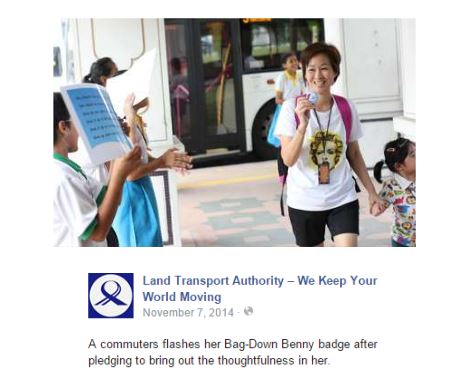 Land Transport Authority – We Keep Your
World Moving
November 7, 2014 ·
A commuters flashes her Bag-Down Benny badge after
pledging to bring out the thoughtfulness in her.